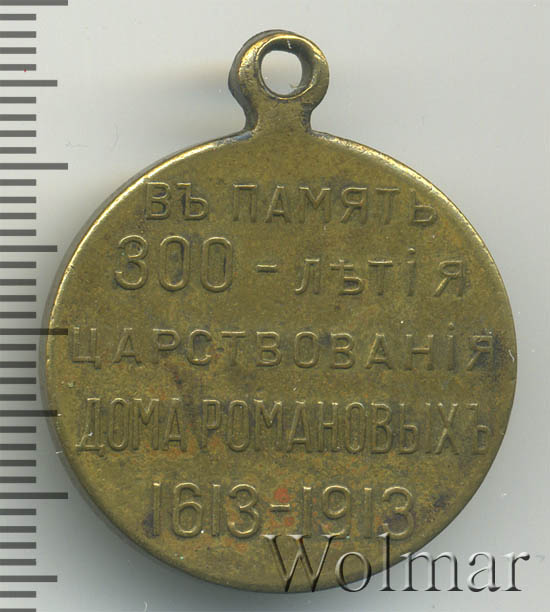 ВЪ ПАМЯТЬ
300-ЛѢТІЯ
ЦАРСТВОВАНІЯ
ДОМА РОМАНОВЫХЪ
1613-1913
Wolmar